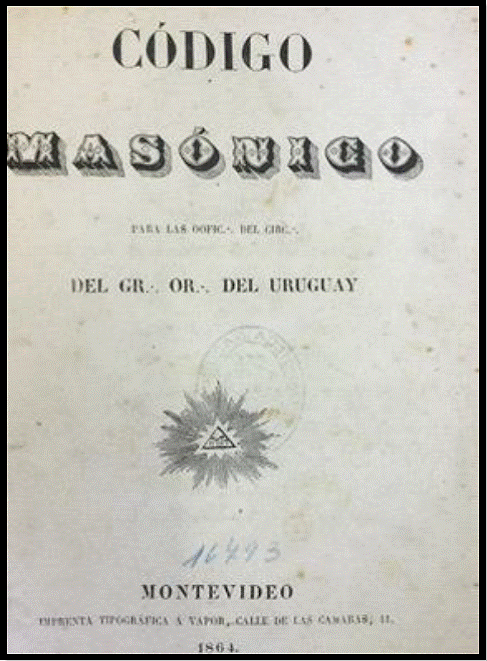 CÓDIGO
MASÓNICO
PARA LAS OOFIC.·. DEL CIRC.·.
DEL GR.·. OR.·. DEL URUGUAY
16493
MONTEVIDEO
IMPRENTA TIPOGRÁFICA Á VAPOR, CALLE DE LAS CAMARAS, 41.
1864.